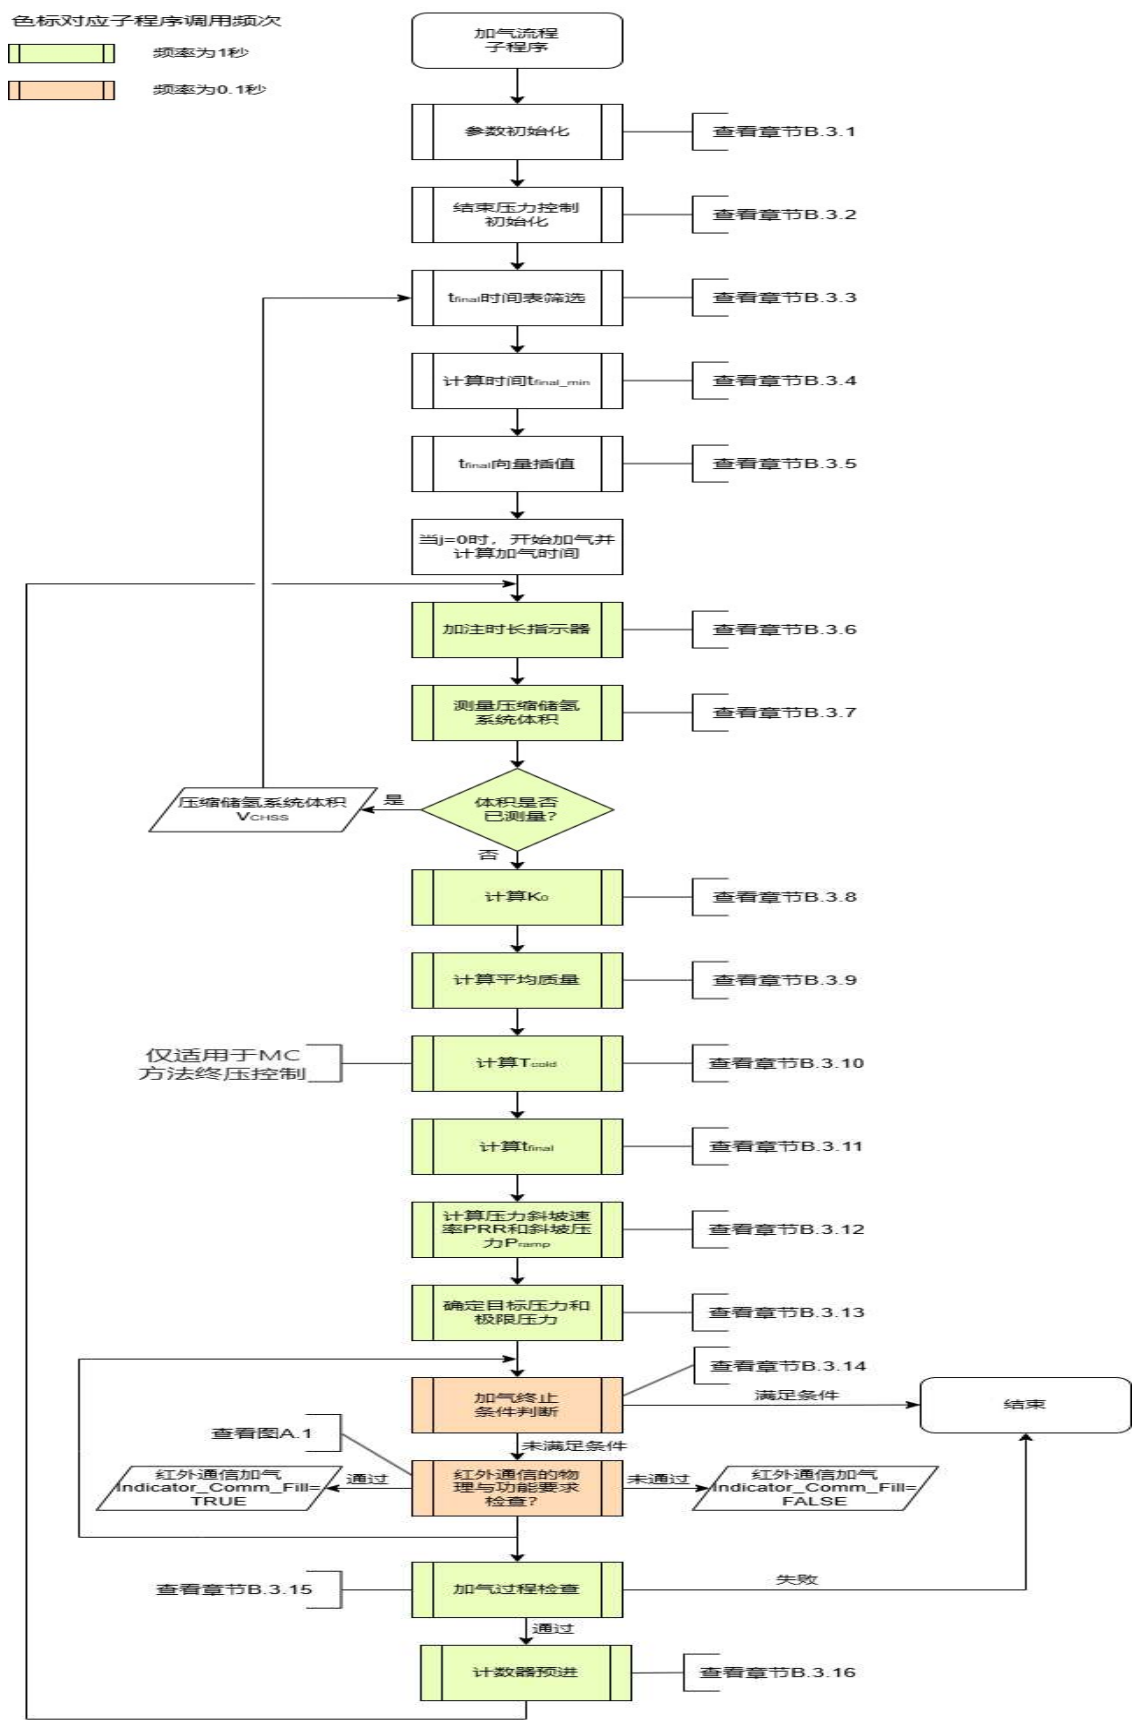 色标对应子程序调用频次
频率为1秒
频率为0.1秒
加气流程
子程序
参数初始化
查看章节B.3.1
结束压力控制
初始化
查看章节B.3.2
tfinal时间表筛选
查看章节B.3.3
计算时间tfinal_min
查看章节B.3.4
tfinal向量插值
查看章节B.3.5
当j=0时，开始加气并
计算加气时间
加注时长指示器
查看章节B.3.6
测量压缩储氢
系统体积
查看章节B.3.7
体积是否
已测量?
是
压缩储氢系统体积
VCHSS
否
计算K0
查看章节B.3.8
计算平均质量
查看章节B.3.9
仅适用于MC
方法终压控制
计算Tcold
查看章节B.3.10
计算tfinal
查看章节B.3.11
计算压力斜坡速
率PRR和斜坡压
力Pramp
查看章节B.3.12
确定目标压力和
极限压力
查看章节B.3.13
查看章节B.3.14
加气终止
条件判断
满足条件
结束
未满足条件
查看图A.1
红外通信的物
理与功能要求
检查?
通过
红外通信加气
Indicator_Comm_Fill=
TRUE
未通过
红外通信加气
Indicator_Comm_Fill=
FALSE
查看章节B.3.15
加气过程检查
失败
通过
计数器预进
查看章节B.3.16